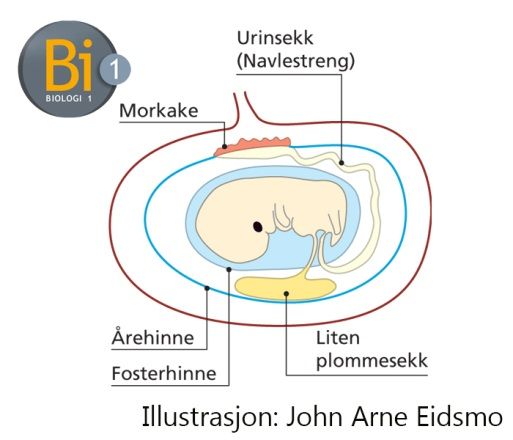 Bi
1
BIOLOGI 1
Urinsekk
(Navlestreng)
Morkake
Årehinne
Fosterhinne
Liten
plommesekk
Illustrasjon: John Arne Eidsmo